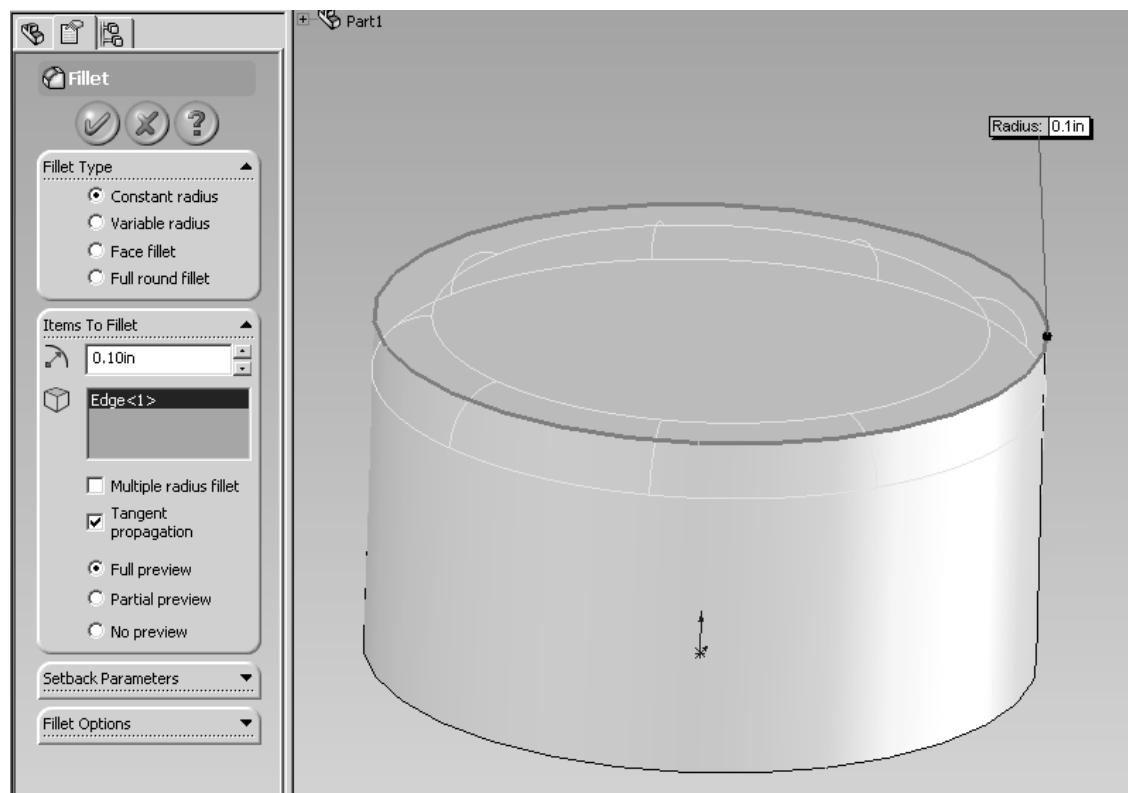 Part1
Fillet
?
Fillet Type
Constant radius
Variable radius
Face fillet
Full round fillet
Items To Fillet
0.10in
Edge<1>
Multiple radius fillet
Tangent
propagation
Full preview
Partial preview
No preview
Setback Parameters
Fillet Options
Radius: 0.1in